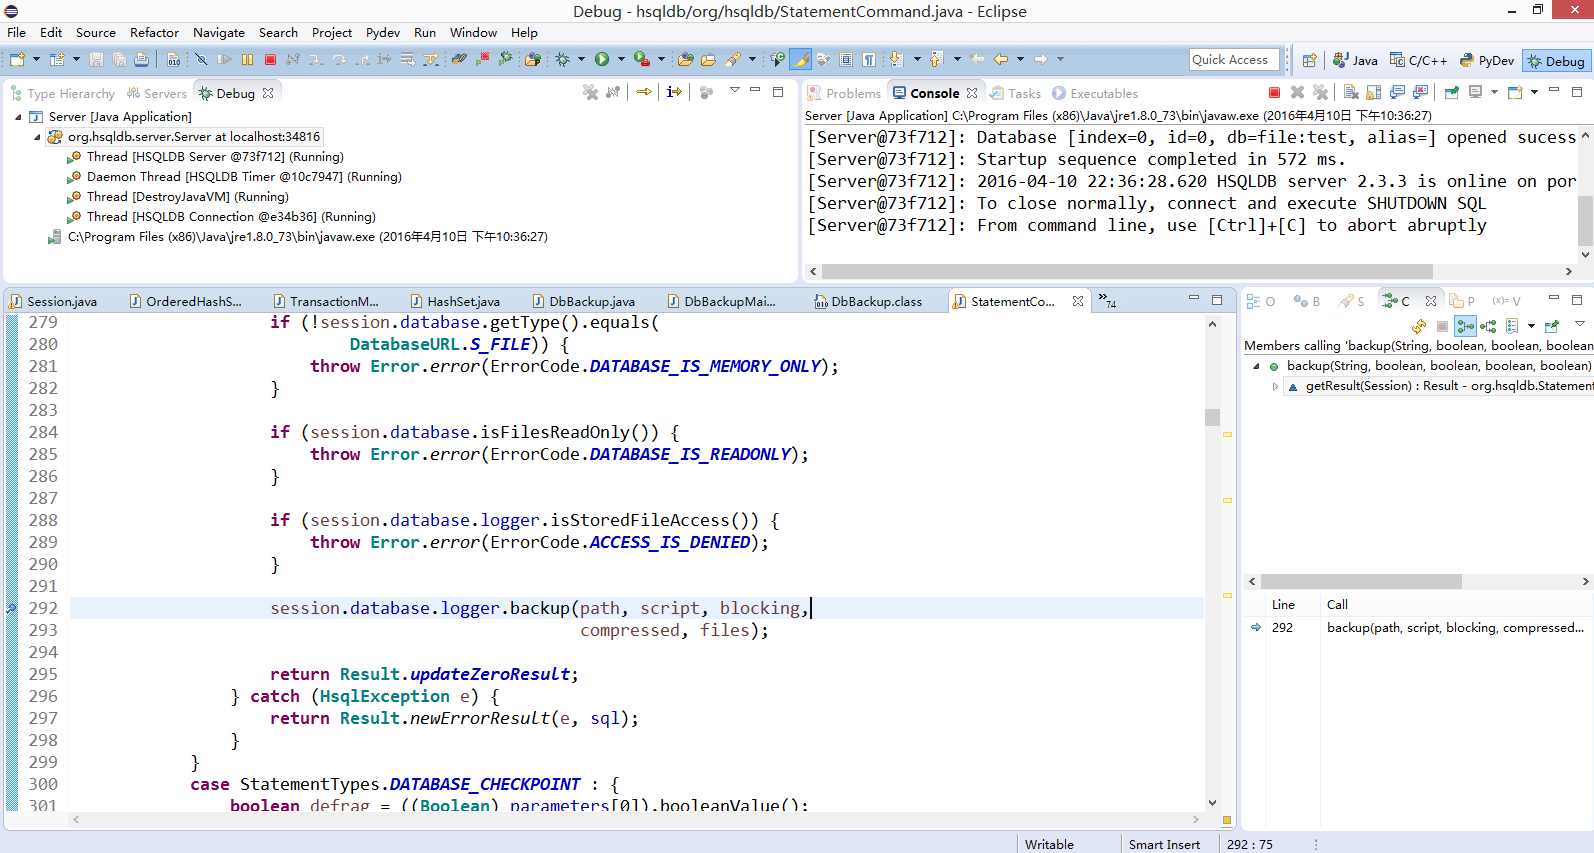 Debug - hsqldb/org/hsqldb/StatementCommand.java - Eclipse
File Edit Source Refactor Navigate Search Project Pydev Run Window Help
Quick Access Java C/C++ PyDev Debug
Type Hierarchy Servers Debug
Server [Java Application]
org.hsqldb.server.Server at localhost:34816
Thread [HSQLDB Server @73f712] (Running)
Daemon Thread [HSQLDB Timer @10c7947] (Running)
Thread [DestroyJavaVM] (Running)
Thread [HSQLDB Connection @e34b36] (Running)
C:\Program Files (x86)\Java\jre1.8.0_73\bin\javaw.exe (2016年4月10日 下午10:36:27)
Problems Console Tasks Executables
Server [Java Application] C:\Program Files (x86)\Java\jre1.8.0_73\bin\javaw.exe (2016年4月10日 下午10:36:27)
[Server@73f712]: Database [index=0, id=0, db=file:test, alias=] opened sucess
[Server@73f712]: Startup sequence completed in 572 ms.
[Server@73f712]: 2016-04-10 22:36:28.620 HSQLDB server 2.3.3 is online on por
[Server@73f712]: To close normally, connect and execute SHUTDOWN SQL
[Server@73f712]: From command line, use [Ctrl]+[C] to abort abruptly
Session.java OrderedHashS... TransactionM... HashSet.java DbBackup.java DbBackupMai... DbBackup.class StatementCo... »74
279 if (!session.database.getType().equals(
280 DatabaseURL.S_FILE)) {
281 throw Error.error(ErrorCode.DATABASE_IS_MEMORY_ONLY);
282 }
283
284 if (session.database.isFilesReadOnly()) {
285 throw Error.error(ErrorCode.DATABASE_IS_READONLY);
286 }
287
288 if (session.database.logger.isStoredFileAccess()) {
289 throw Error.error(ErrorCode.ACCESS_IS_DENIED);
290 }
291
292 session.database.logger.backup(path, script, blocking,
293 compressed, files);
294
295 return Result.updateZeroResult;
296 } catch (HsqlException e) {
297 return Result.newErrorResult(e, sql);
298 }
299 }
300 case StatementTypes.DATABASE_CHECKPOINT : {
301 boolean defrag = ((Boolean) parameters[0]).booleanValue();
O B S C P (x)= V
Members calling 'backup(String, boolean, boolean, boolean
backup(String, boolean, boolean, boolean, boolean)
getResult(Session) : Result - org.hsqldb.Statement
Line Call
292 backup(path, script, blocking, compressed...
Writable Smart Insert 292 : 75